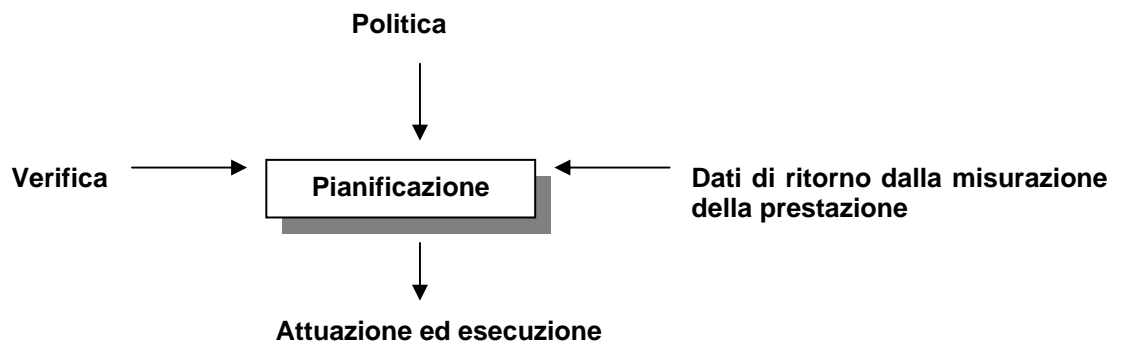 Politica
Verifica
Pianificazione
Dati di ritorno dalla misurazione
della prestazione
Attuazione ed esecuzione